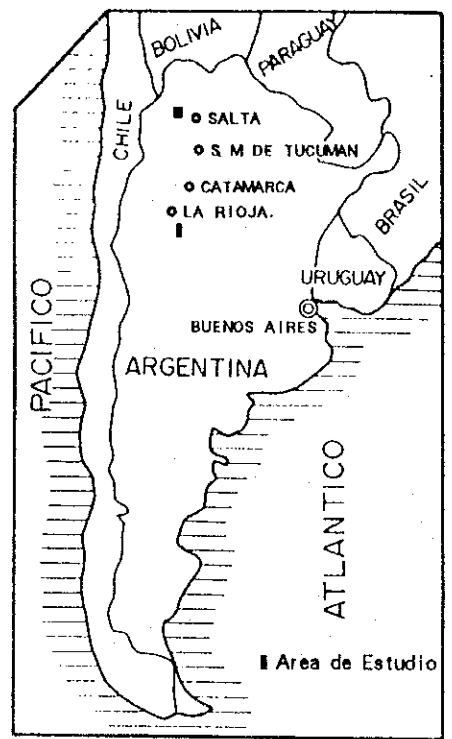 BOLIVIA
PARAGUAY
CHILE
SALTA
S. M DE TUCUMAN
CATAMARCA
LA RIOJA.
BRASIL
URUGUAY
BUENOS AIRES
PACIFICO
ARGENTINA
ATLANTICO
Area de Estudio